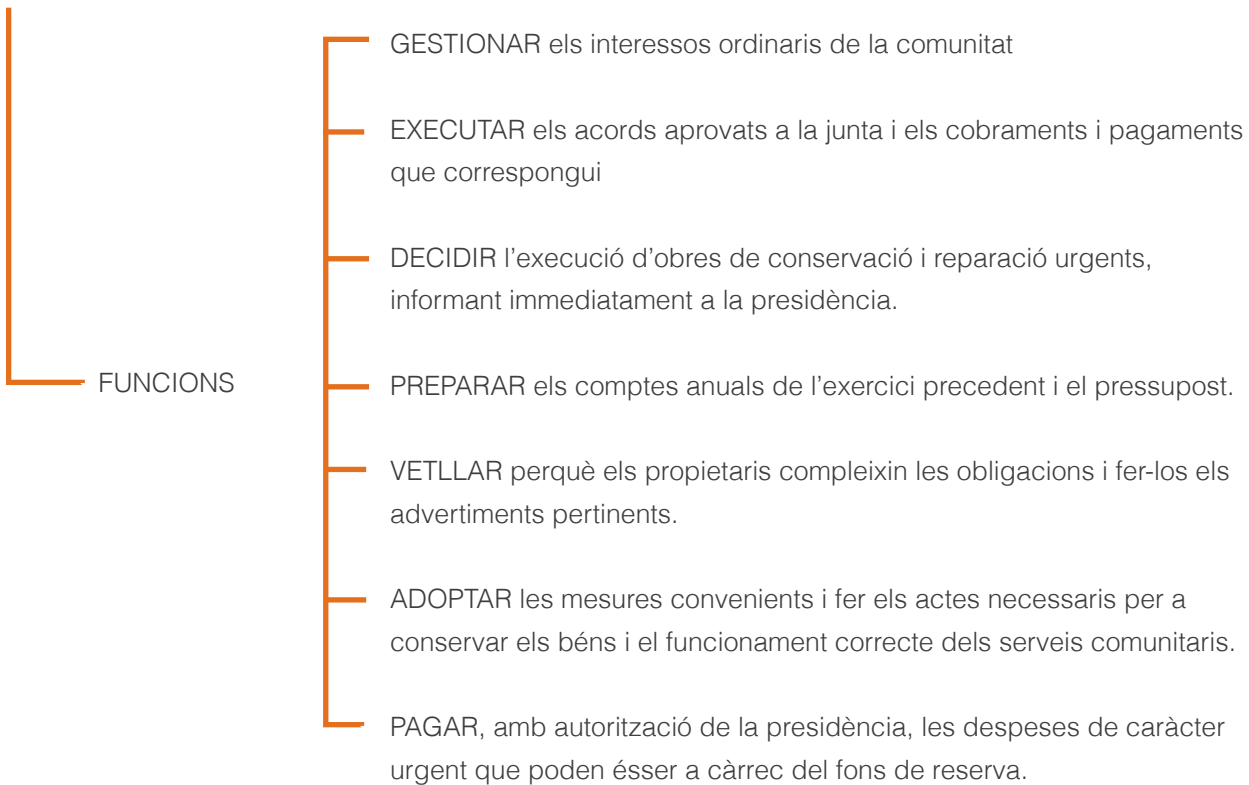 GESTIONAR els interessos ordinaris de la comunitat
EXECUTAR els acords aprovats a la junta i els cobraments i pagaments
que correspongui
DECIDIR l’execució d’obres de conservació i reparació urgents,
informant immediatament a la presidència.
FUNCIONS
PREPARAR els comptes anuals de l’exercici precedent i el pressupost.
VETLLAR perquè els propietaris compleixin les obligacions i fer-los els
advertiments pertinents.
ADOPTAR les mesures convenients i fer els actes necessaris per a
conservar els béns i el funcionament correcte dels serveis comunitaris.
PAGAR, amb autorització de la presidència, les despeses de caràcter
urgent que poden ésser a càrrec del fons de reserva.